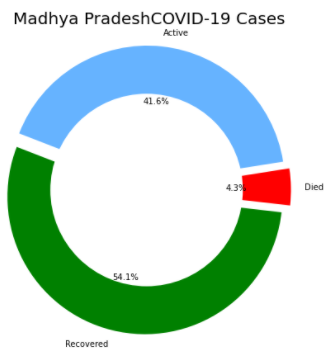 Madhya PradeshCOVID-19 Cases
Active
41.6%
4.3%
Died
54.1%
Recovered